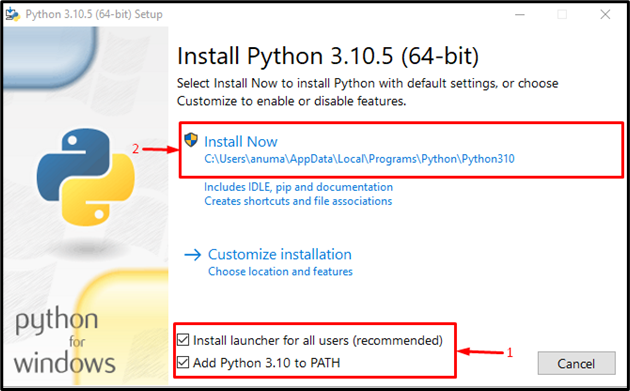 Python 3.10.5 (64-bit) Setup
Install Python 3.10.5 (64-bit)
Select Install Now to install Python with default settings, or choose
Customize to enable or disable features.
2
Install Now
C:\Users\anuma\AppData\Local\Programs\Python\Python310
Includes IDLE, pip and documentation
Creates shortcuts and file associations
Customize installation
Choose location and features
python
for
windows
Install launcher for all users (recommended)
Add Python 3.10 to PATH
1
Cancel